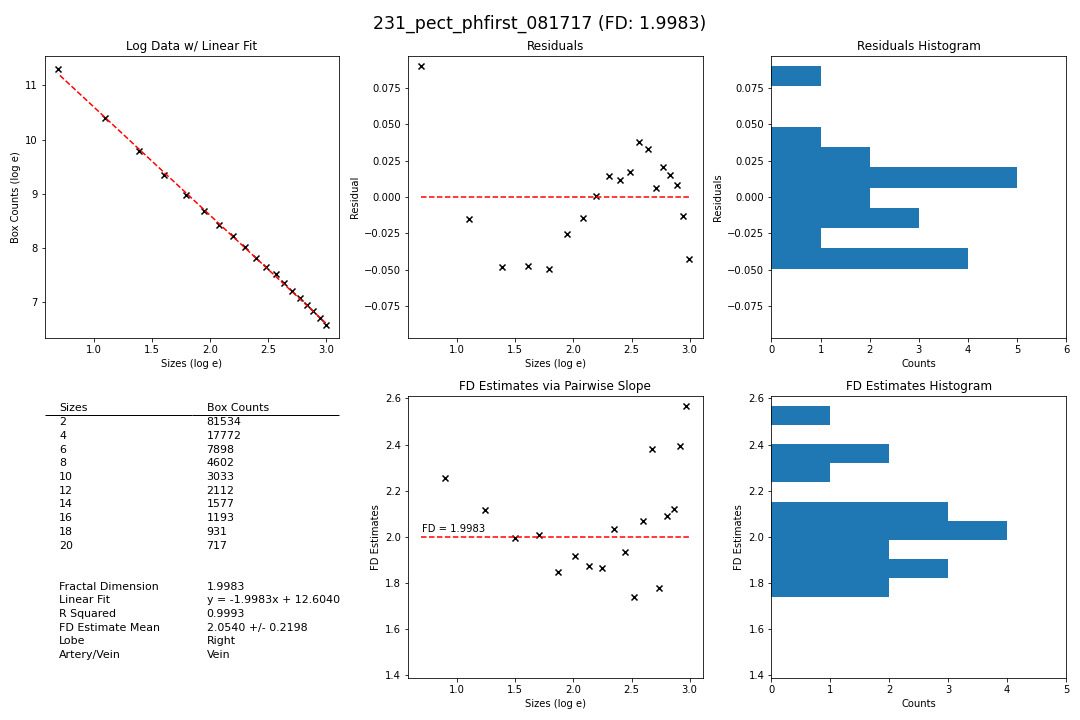 231_pect_phfirst_081717 (FD: 1.9983)
Log Data w/ Linear Fit
Box Counts (log e)
11
10
9
8
7
1.0 1.5 2.0 2.5 3.0
Sizes (log e)
Residuals
Residual
0.075
0.050
0.025
0.000
−0.025
−0.050
−0.075
1.0 1.5 2.0 2.5 3.0
Sizes (log e)
Residuals Histogram
Residuals
0.075
0.050
0.025
0.000
−0.025
−0.050
−0.075
0 1 2 3 4 5 6
Counts
Sizes Box Counts
2 81534
4 17772
6 7898
8 4602
10 3033
12 2112
14 1577
16 1193
18 931
20 717
Fractal Dimension 1.9983
Linear Fit y = -1.9983x + 12.6040
R Squared 0.9993
FD Estimate Mean 2.0540 +/- 0.2198
Lobe Right
Artery/Vein Vein
FD Estimates via Pairwise Slope
FD Estimates
2.6
2.4
2.2
2.0
1.8
1.6
1.4
FD = 1.9983
1.0 1.5 2.0 2.5 3.0
Sizes (log e)
FD Estimates Histogram
FD Estimates
2.6
2.4
2.2
2.0
1.8
1.6
1.4
0 1 2 3 4 5
Counts